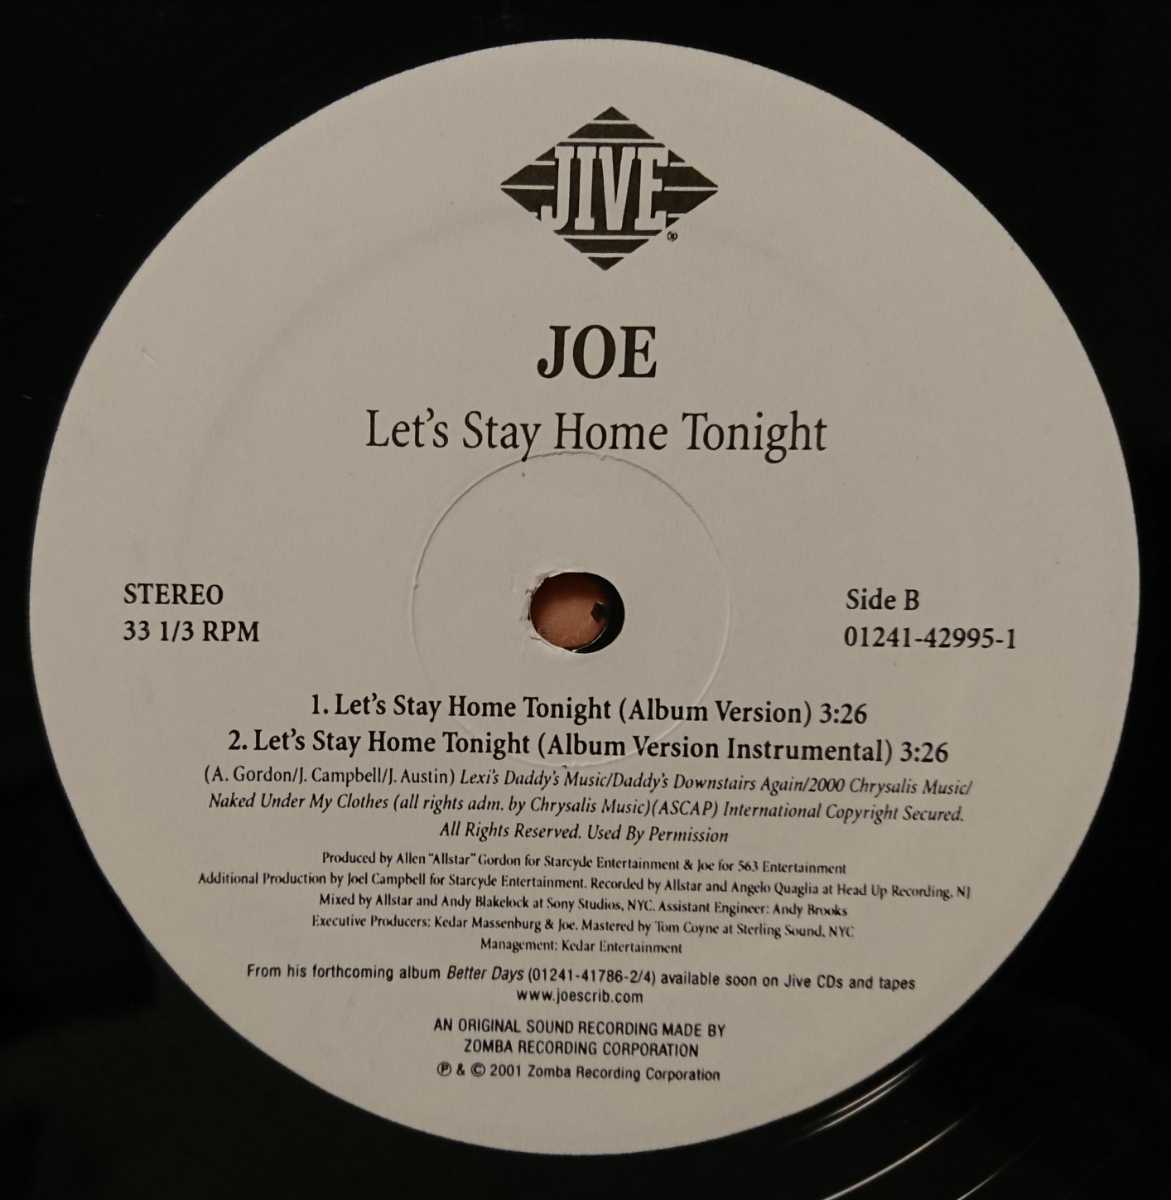 JIVE
®
JOE
Let's Stay Home Tonight
STEREO
33 1/3 RPM
Side B
01241-42995-1
1. Let's Stay Home Tonight (Album Version) 3:26
2. Let's Stay Home Tonight (Album Version Instrumental) 3:26
(A. Gordon/J. Campbell/J. Austin) Lexi's Daddy's Music/Daddy's Downstairs Again/2000 Chrysalis Music/
Naked Under My Clothes (all rights adm. by Chrysalis Music)(ASCAP) International Copyright Secured.
All Rights Reserved. Used By Permission
Produced by Allen "Allstar" Gordon for Starcyde Entertainment & Joe for 563 Entertainment
Additional Production by Joel Campbell for Starcyde Entertainment. Recorded by Allstar and Angelo Quaglia at Head Up Recording, NJ
Mixed by Allstar and Andy Blakelock at Sony Studios, NYC. Assistant Engineer: Andy Brooks
Executive Producers: Kedar Massenburg & Joe. Mastered by Tom Coyne at Sterling Sound, NYC
Management: Kedar Entertainment
From his forthcoming album Better Days (01241-41786-2/4) available soon on Jive CDs and tapes
www.joescrib.com
AN ORIGINAL SOUND RECORDING MADE BY
ZOMBA RECORDING CORPORATION
℗ & © 2001 Zomba Recording Corporation